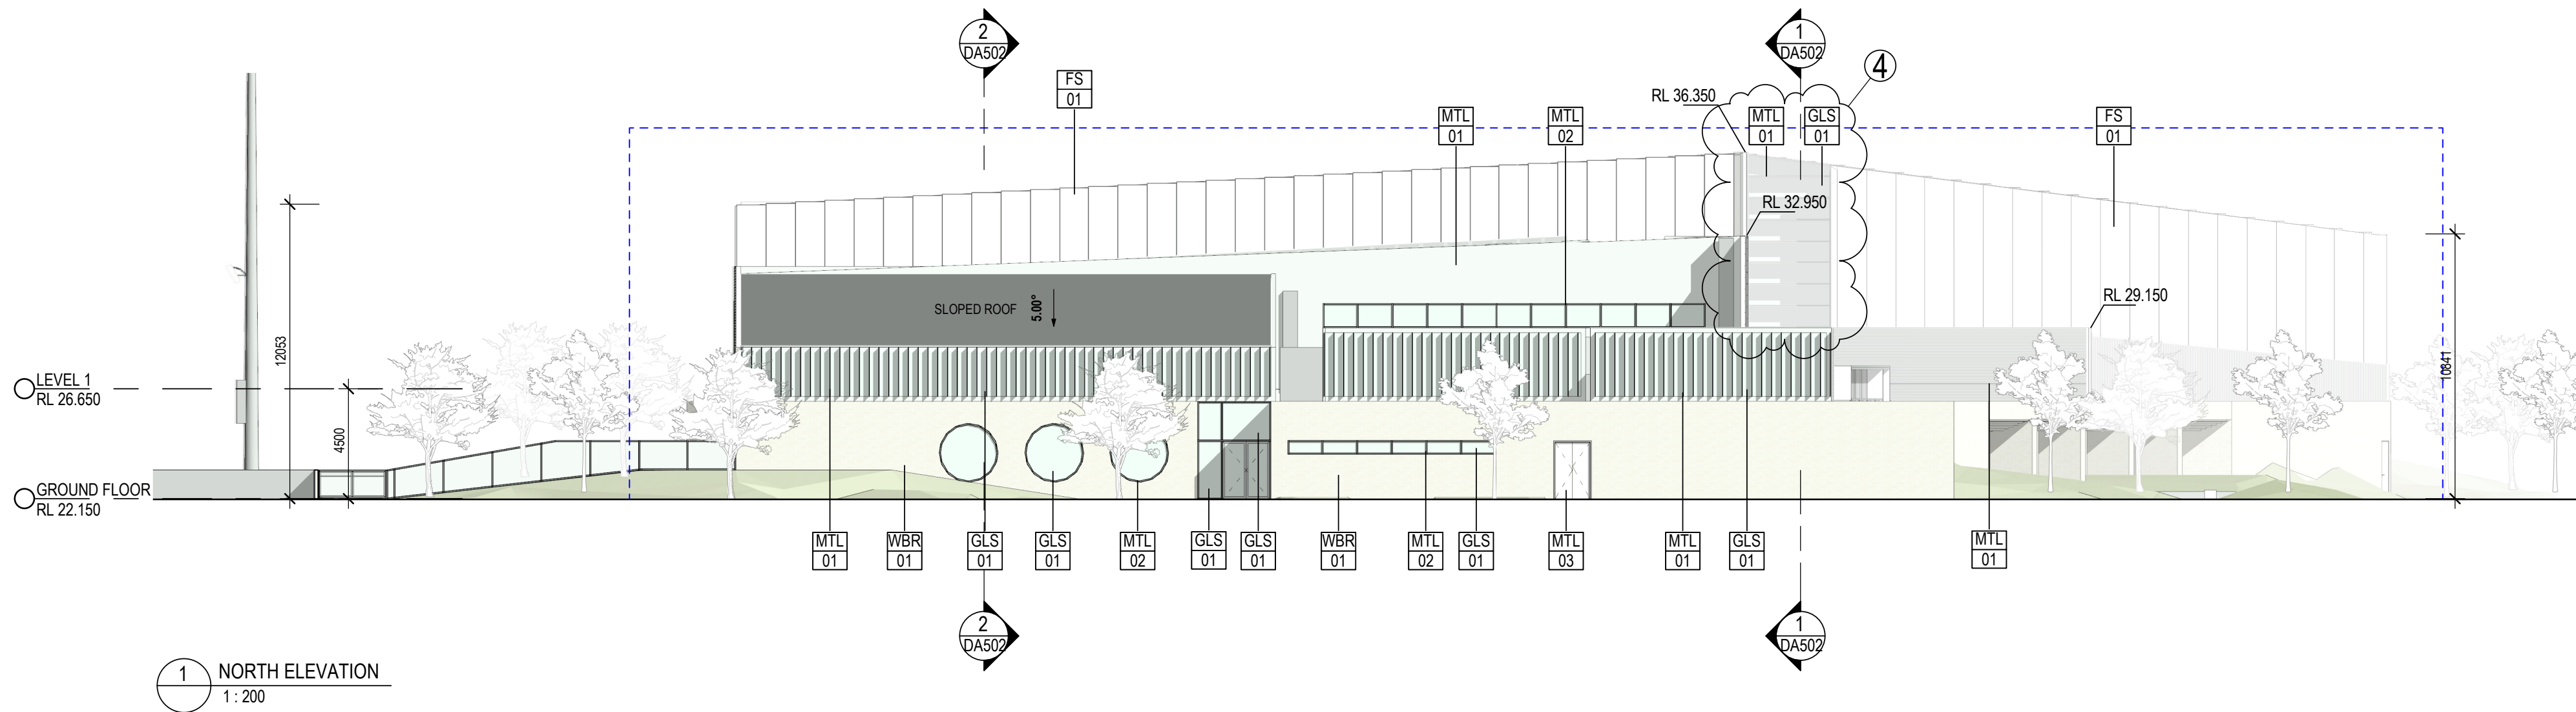 2
DA502
1
DA502
4
FS
01
RL 36.350
MTL
01
MTL
02
MTL
01
GLS
01
FS
01
RL 32.950
RL 29.150
SLOPED ROOF
5.00°
12053
4500
10841
LEVEL 1
RL 26.650
GROUND FLOOR
RL 22.150
MTL
01
WBR
01
GLS
01
GLS
01
MTL
02
GLS
01
GLS
01
WBR
01
MTL
02
GLS
01
MTL
03
MTL
01
GLS
01
MTL
01
2
DA502
1
DA502
1
NORTH ELEVATION
1 : 200